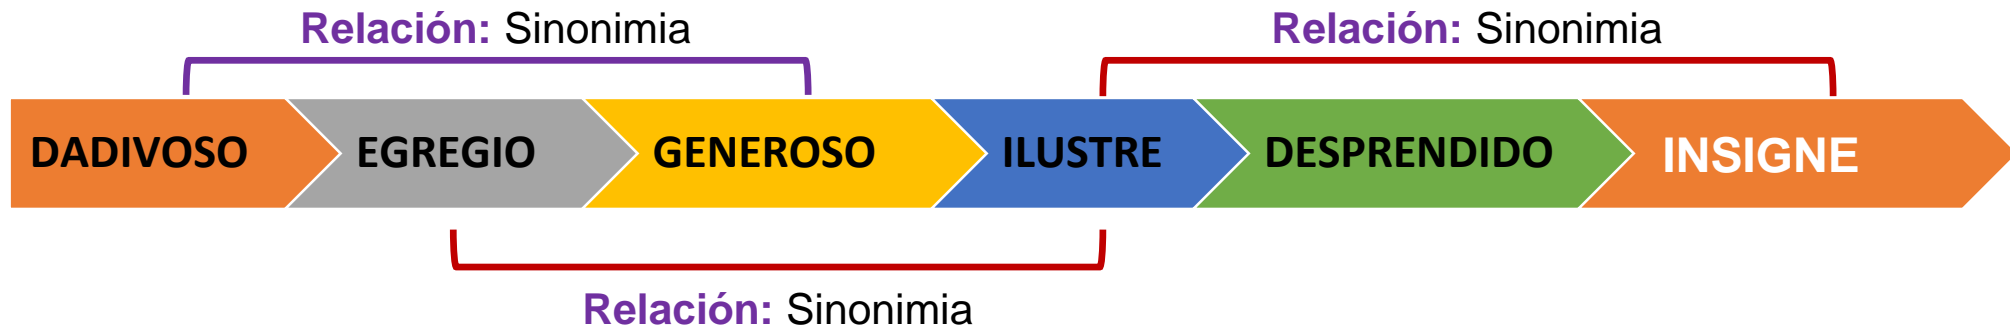 Relación: Sinonimia
Relación: Sinonimia
DADIVOSO
EGREGIO
GENEROSO
ILUSTRE
DESPRENDIDO
INSIGNE
Relación: Sinonimia